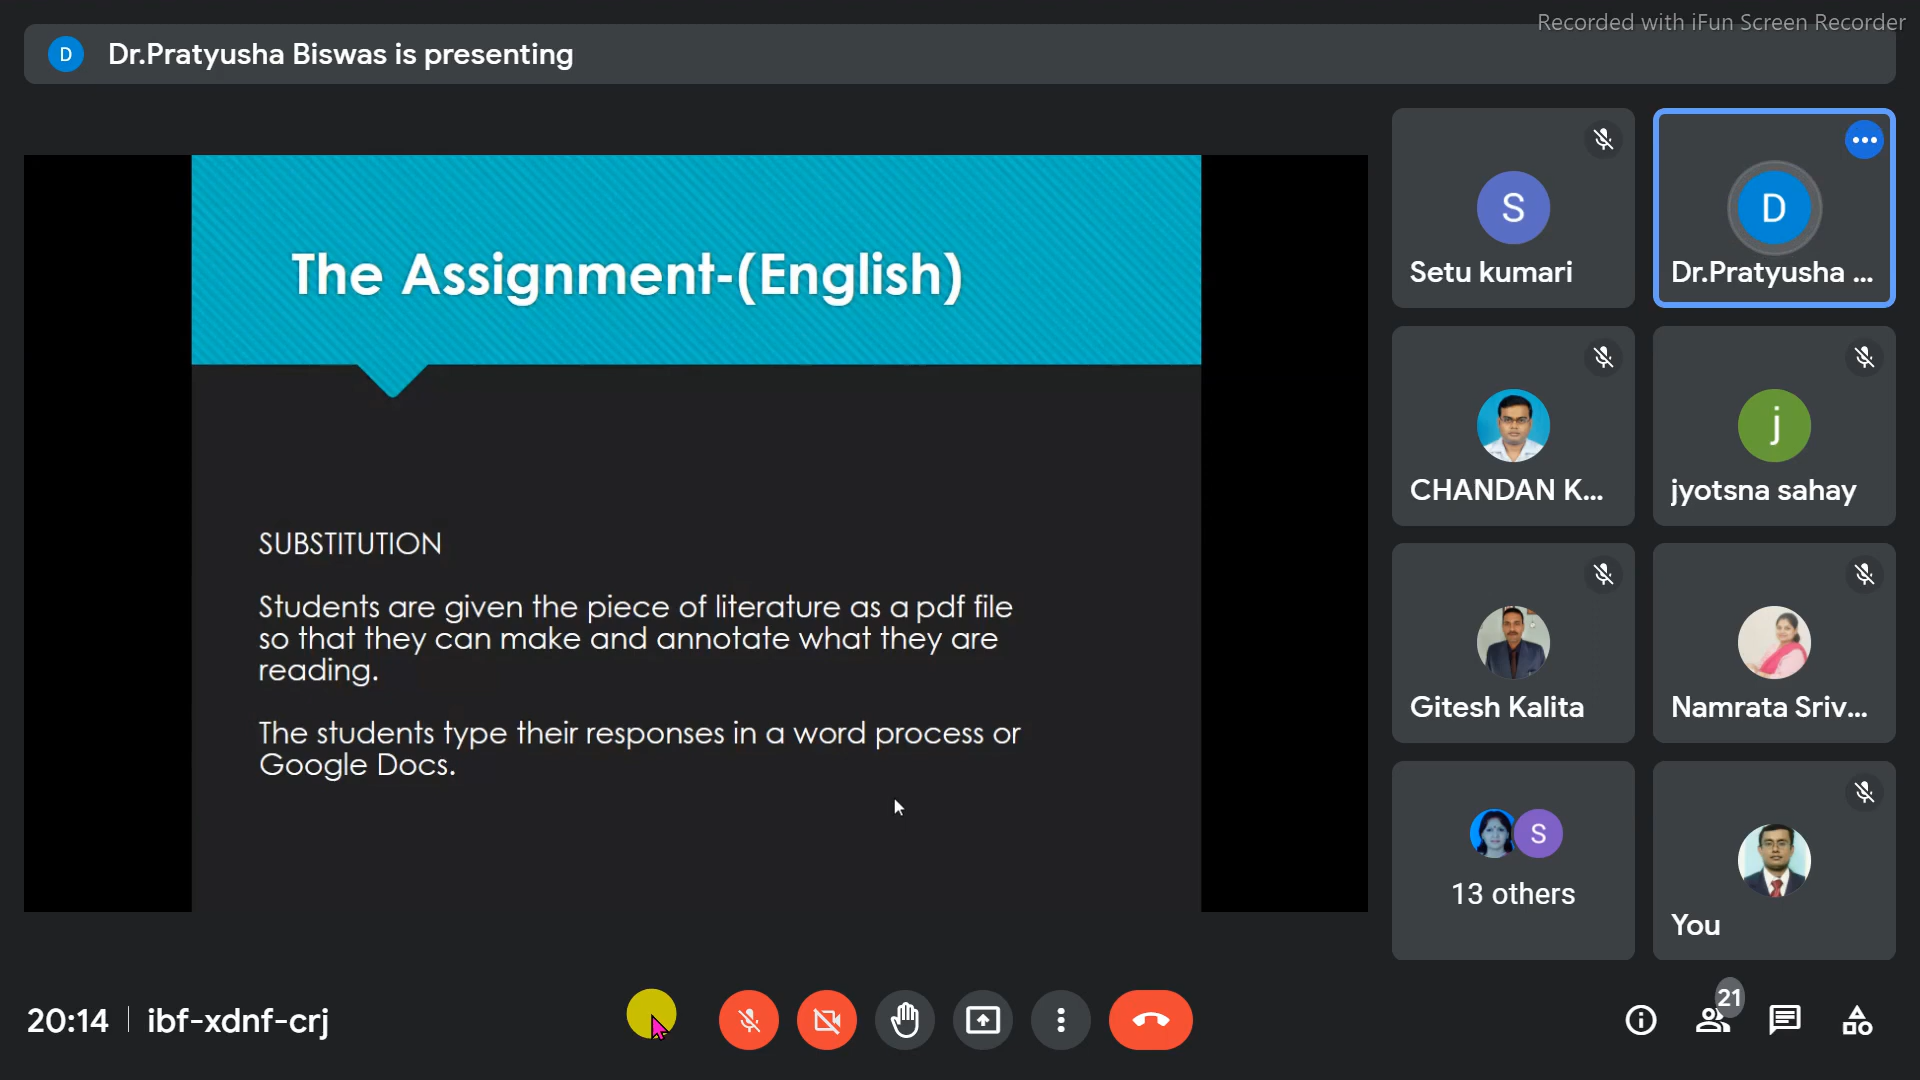 Recorded with iFun Screen Recorder
D Dr.Pratyusha Biswas is presenting
The Assignment-(English)
SUBSTITUTION
Students are given the piece of literature as a pdf file
so that they can make and annotate what they are
reading.
The students type their responses in a word process or
Google Docs.
S
Setu kumari
D
Dr.Pratyusha ...
CHANDAN K...
j
jyotsna sahay
Gitesh Kalita
Namrata Sriv...
S
13 others
You
20:14 | ibf-xdnf-crj
21